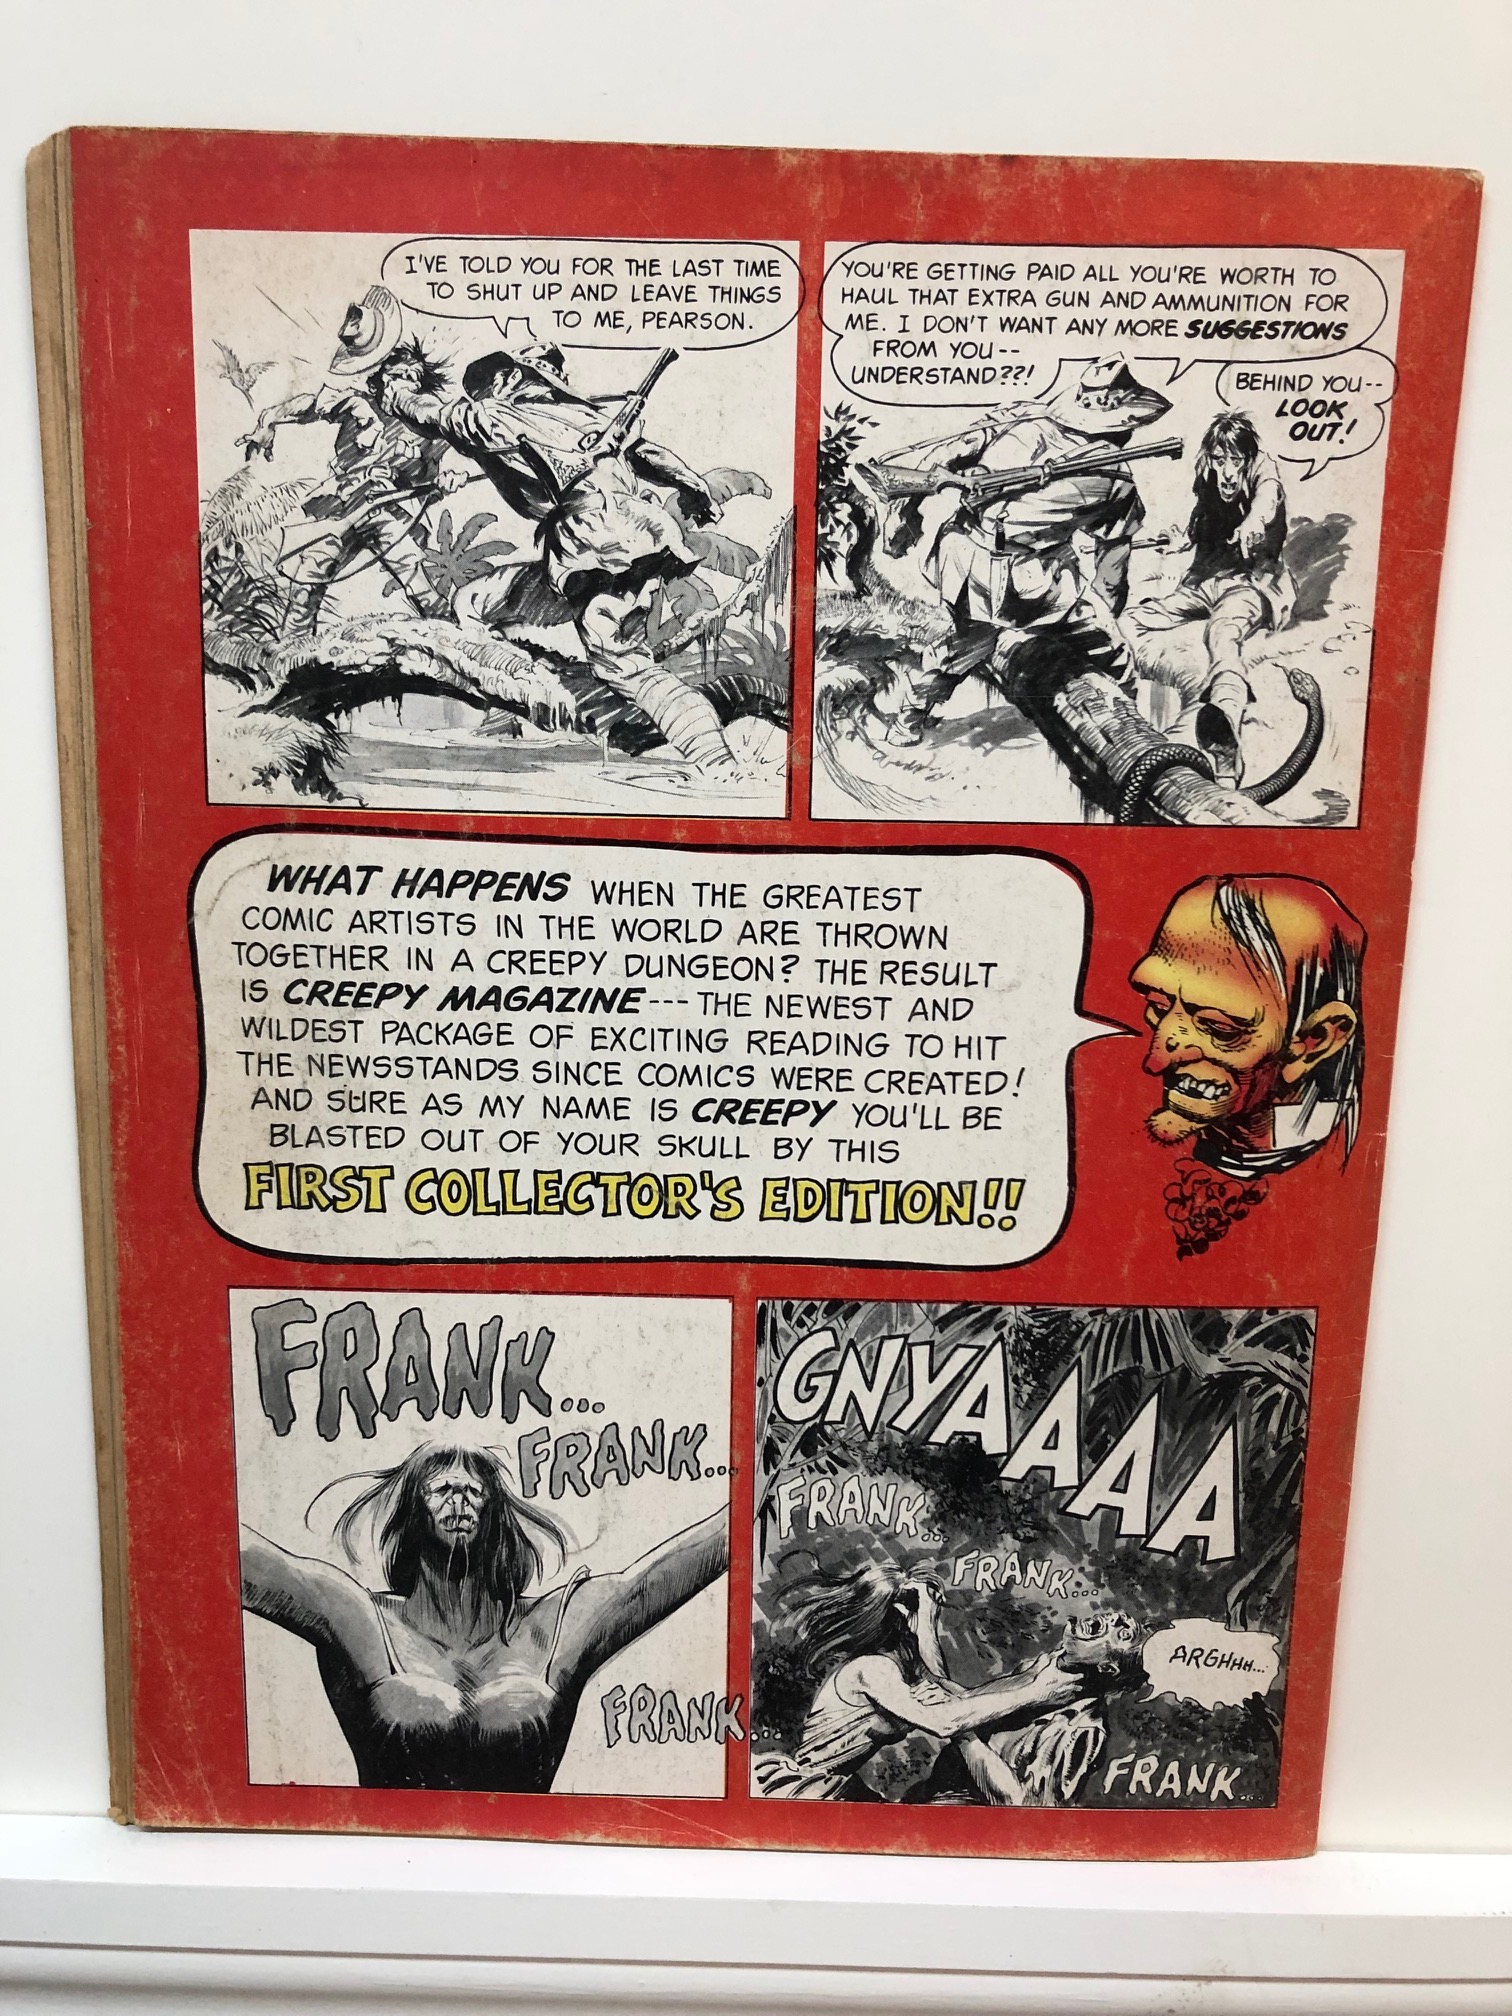 I'VE TOLD YOU FOR THE LAST TIME
TO SHUT UP AND LEAVE THINGS
TO ME, PEARSON.
YOU'RE GETTING PAID ALL YOU'RE WORTH TO
HAUL THAT EXTRA GUN AND AMMUNITION FOR
ME. I DON'T WANT ANY MORE SUGGESTIONS
FROM YOU--
UNDERSTAND??!
BEHIND YOU--
LOOK
OUT!
WHAT HAPPENS WHEN THE GREATEST
COMIC ARTISTS IN THE WORLD ARE THROWN
TOGETHER IN A CREEPY DUNGEON? THE RESULT
IS CREEPY MAGAZINE--- THE NEWEST AND
WILDEST PACKAGE OF EXCITING READING TO HIT
THE NEWSSTANDS SINCE COMICS WERE CREATED!
AND SURE AS MY NAME IS CREEPY YOU'LL BE
BLASTED OUT OF YOUR SKULL BY THIS
FIRST COLLECTOR'S EDITION!!
FRANK...
FRANK...
FRANK...
GNYAAAAA
FRANK...
FRANK...
ARGHHH...
FRANK...